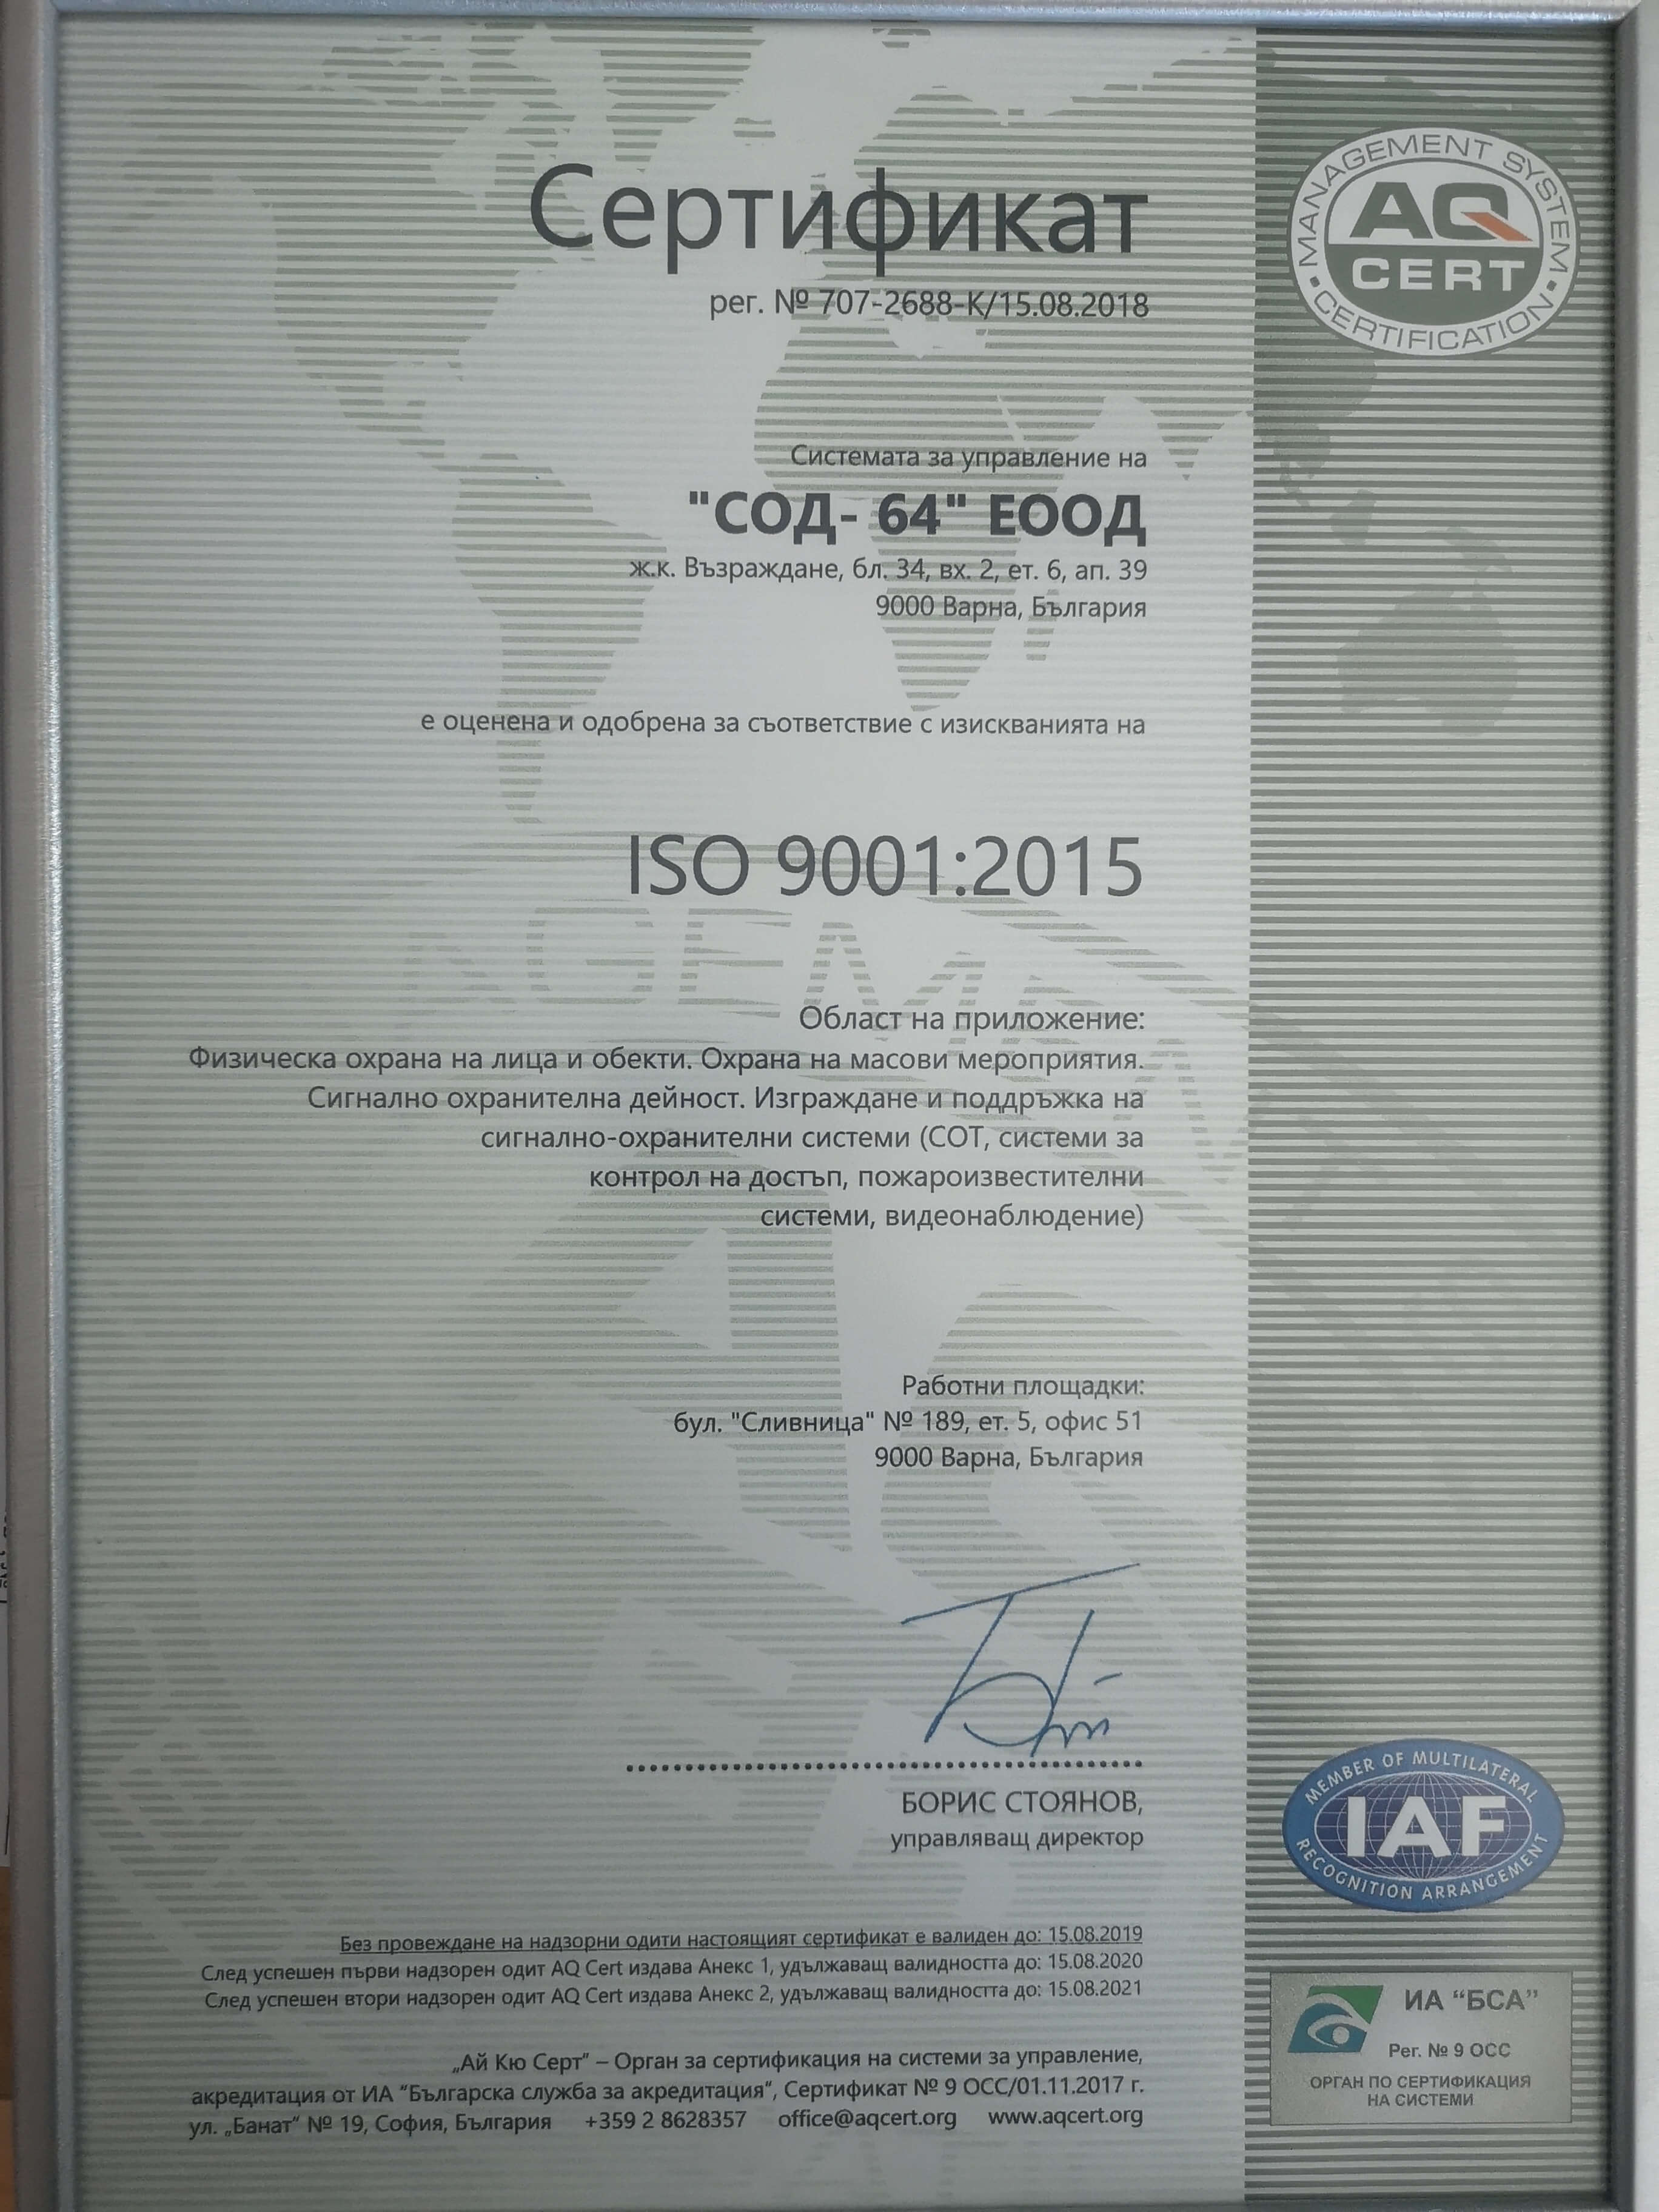 Сертификат
рег. № 707-2688-К/15.08.2018
MANAGEMENT SYSTEM
AQ
CERT
CERTIFICATION
Системата за управление на
"СОД- 64" ЕООД
ж.к. Възраждане, бл. 34, вх. 2, ет. 6, ап. 39
9000 Варна, България
е оценена и одобрена за съответствие с изискванията на
ISO 9001:2015
Област на приложение:
Физическа охрана на лица и обекти. Охрана на масови мероприятия.
Сигнално охранителна дейност. Изграждане и поддръжка на
сигнално-охранителни системи (СОТ, системи за
контрол на достъп, пожароизвестителни
системи, видеонаблюдение)
Работни площадки:
бул. "Сливница" № 189, ет. 5, офис 51
9000 Варна, България
БОРИС СТОЯНОВ,
управляващ директор
MEMBER OF MULTILATERAL
IAF
RECOGNITION ARRANGEMENT
Без провеждане на надзорни одити настоящият сертификат е валиден до: 15.08.2019
След успешен първи надзорен одит AQ Cert издава Анекс 1, удължаващ валидността до: 15.08.2020
След успешен втори надзорен одит AQ Cert издава Анекс 2, удължаващ валидността до: 15.08.2021
„Ай Кю Серт" – Орган за сертификация на системи за управление,
акредитация от ИА "Българска служба за акредитация", Сертификат № 9 ОСС/01.11.2017 г.
ул. „Банат" № 19, София, България +359 2 8628357 office@aqcert.org www.aqcert.org
ИА “БСА”
Рег. № 9 ОСС
ОРГАН ПО СЕРТИФИКАЦИЯ
НА СИСТЕМИ